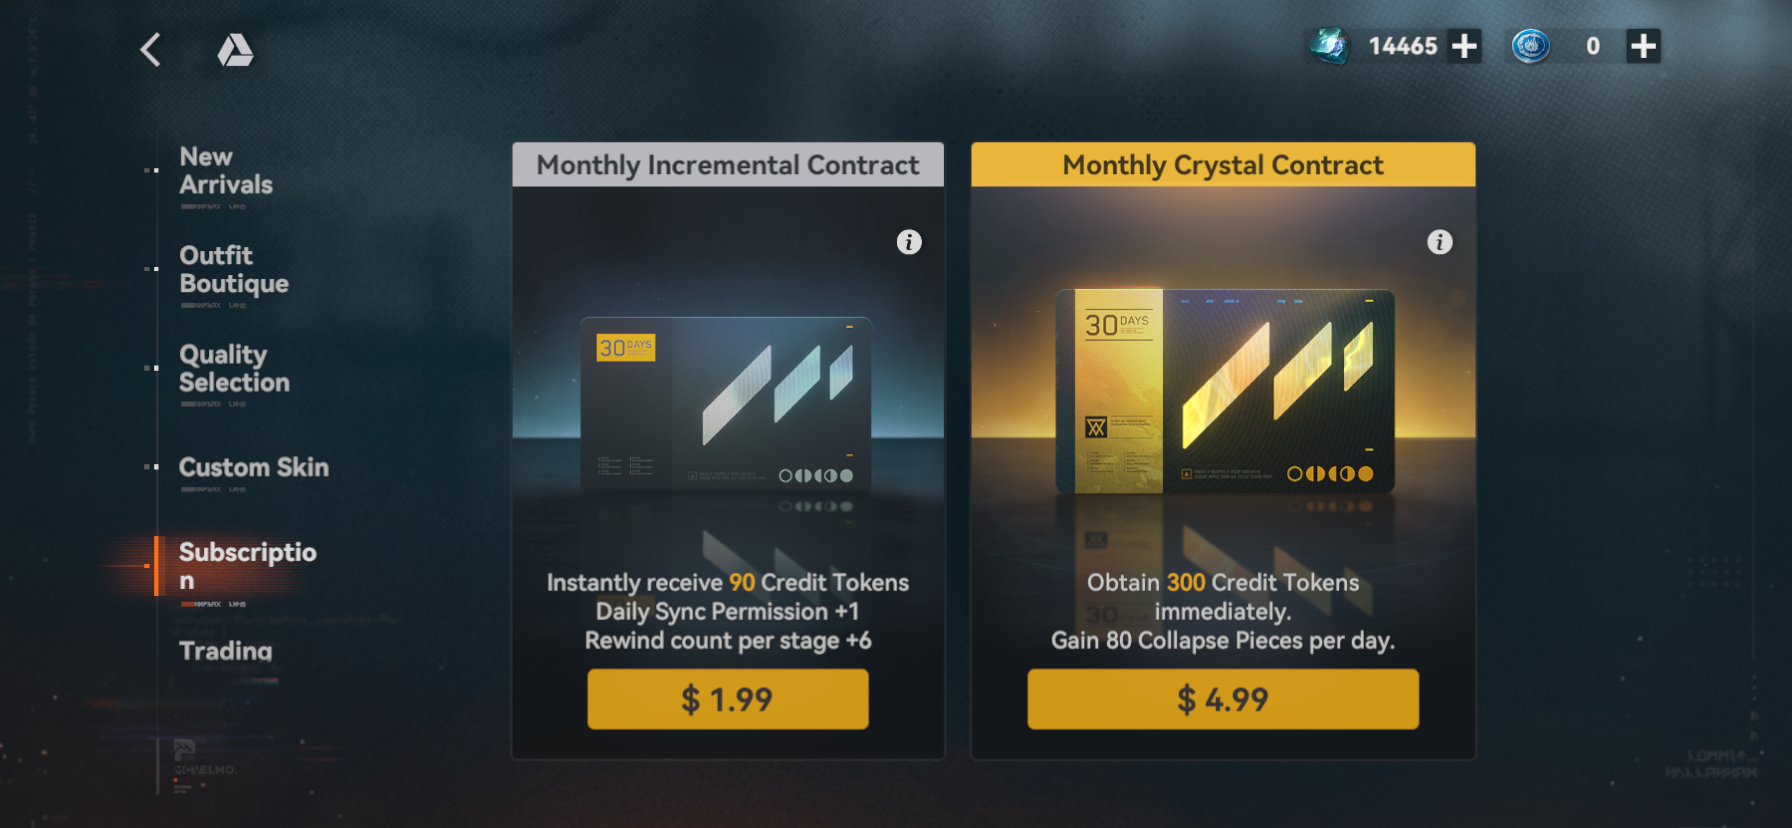 14465
0
New
Arrivals
Outfit
Boutique
Quality
Selection
Custom Skin
Subscriptio
n
Trading
Monthly Incremental Contract
30 DAYS
Instantly receive 90 Credit Tokens
Daily Sync Permission +1
Rewind count per stage +6
$ 1.99
Monthly Crystal Contract
30 DAYS
Obtain 300 Credit Tokens
immediately.
Gain 80 Collapse Pieces per day.
$ 4.99